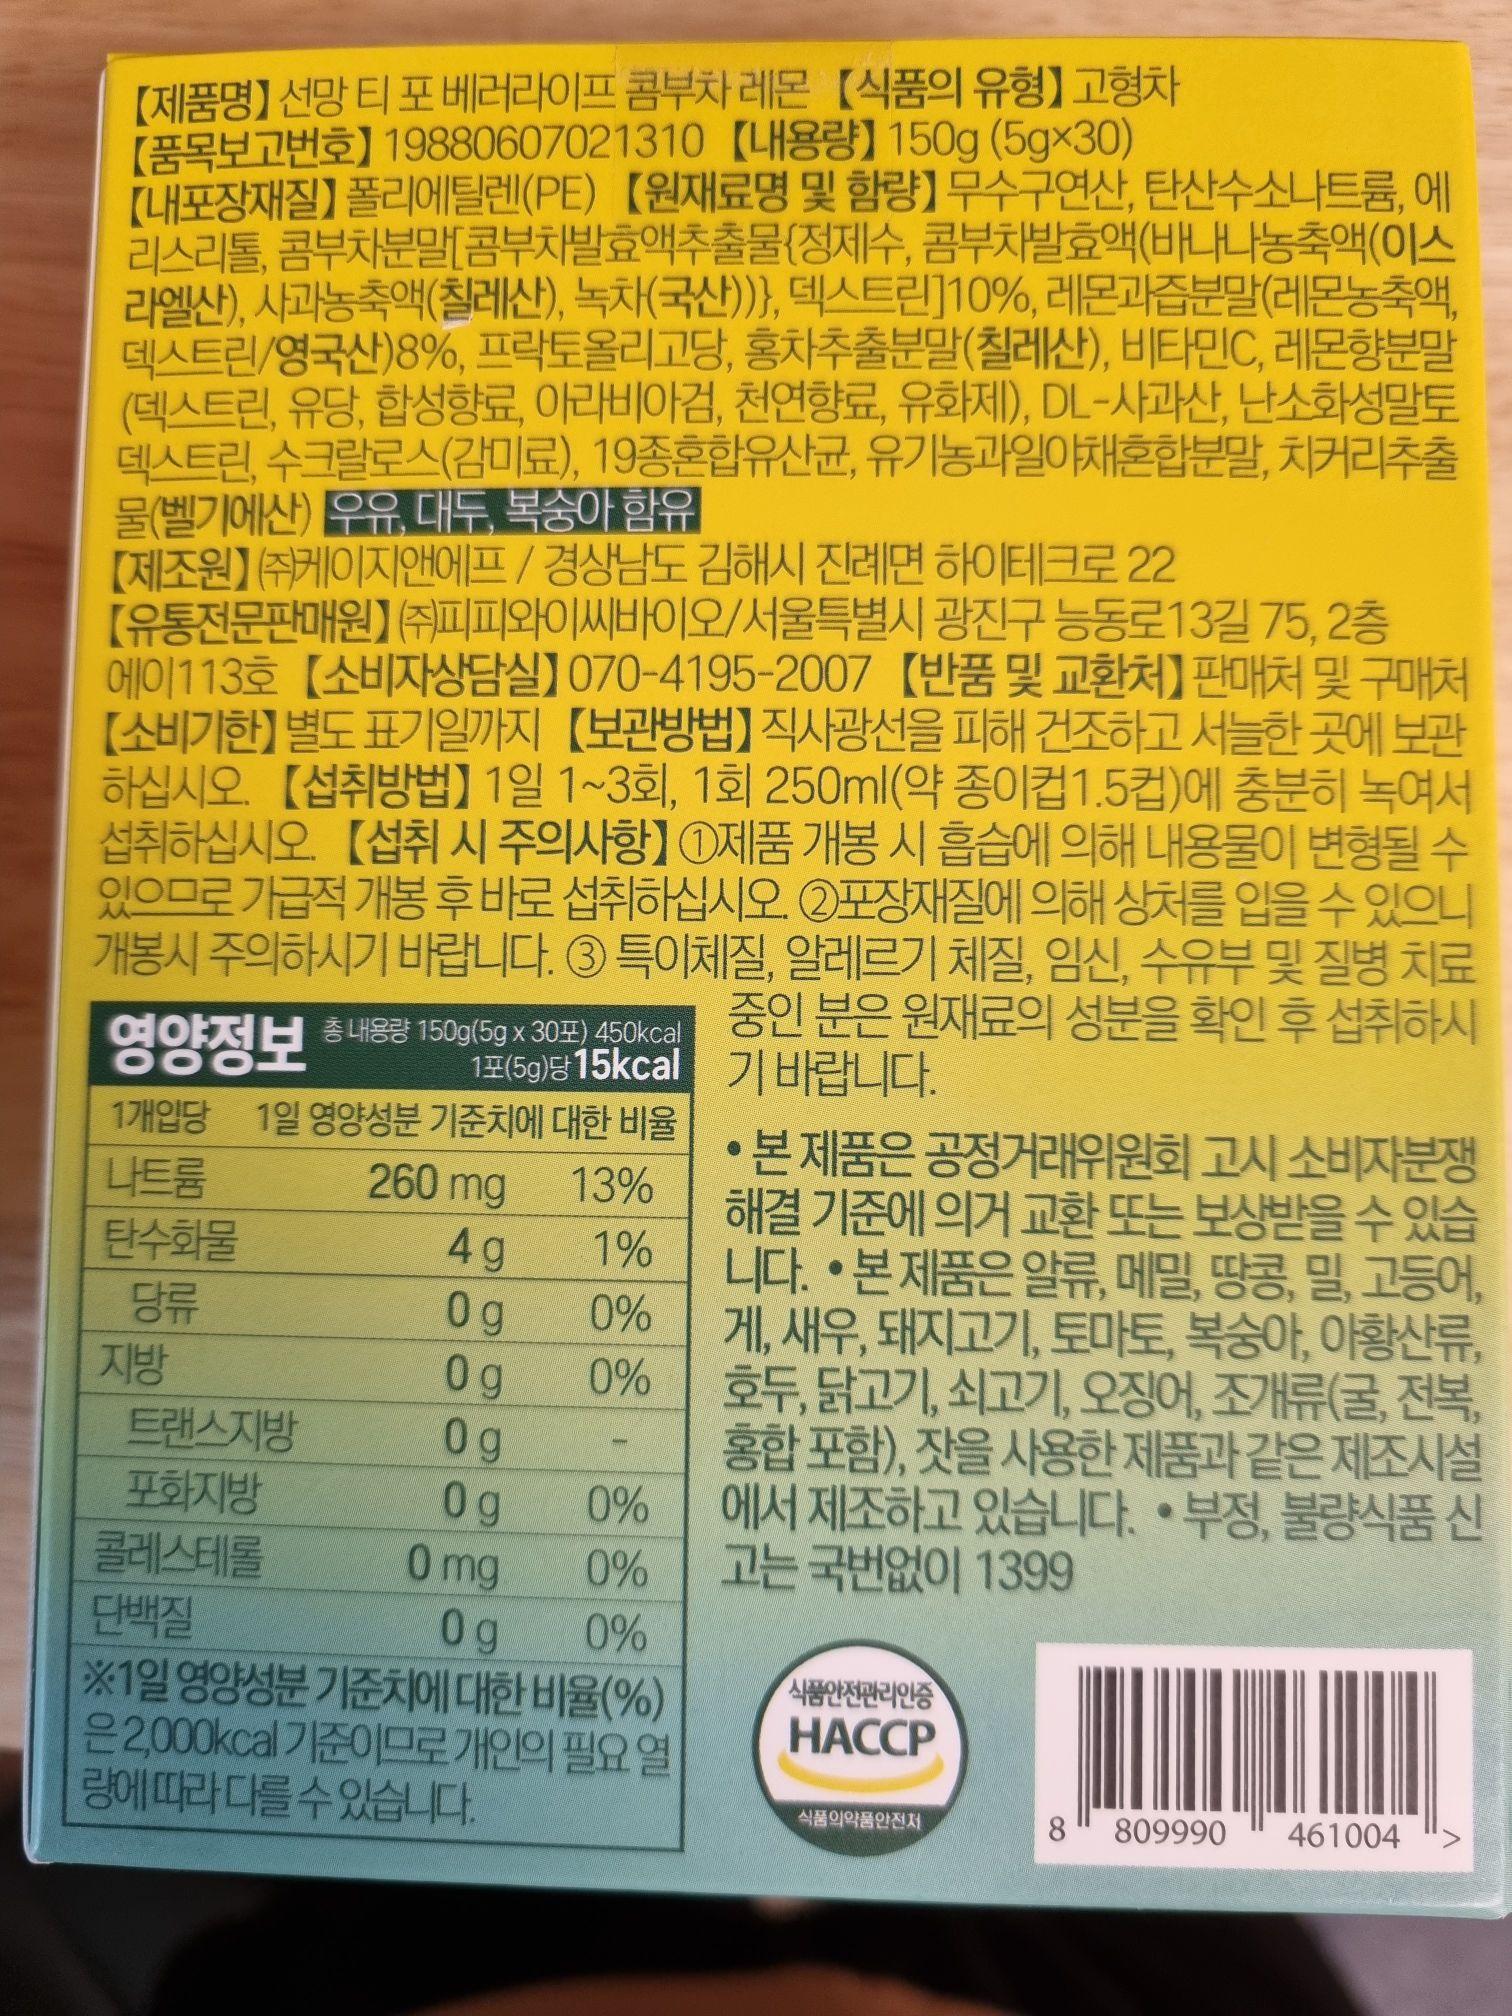 【제품명】 선망 티 포 베러라이프 콤부차 레몬 【식품의 유형】 고형차
【품목보고번호】 19880607021310 【내용량】 150g (5g×30)
【내포장재질】 폴리에틸렌(PE) 【원재료명 및 함량】 무수구연산, 탄산수소나트륨, 에
리스리톨, 콤부차분말[콤부차발효액추출물{정제수, 콤부차발효액(바나나농축액(이스
라엘산), 사과농축액(칠레산), 녹차(국산))}, 덱스트린]10%, 레몬과즙분말(레몬농축액,
덱스트린/영국산)8%, 프락토올리고당, 홍차추출분말(칠레산), 비타민C, 레몬향분말
(덱스트린, 유당, 합성향료, 아라비아검, 천연향료, 유화제), DL-사과산, 난소화성말토
덱스트린, 수크랄로스(감미료), 19종혼합유산균, 유기농과일야채혼합분말, 치커리추출
물(벨기에산) 우유, 대두, 복숭아 함유
【제조원】 ㈜케이지앤에프 / 경상남도 김해시 진례면 하이테크로 22
【유통전문판매원】 ㈜피피와이씨바이오/서울특별시 광진구 능동로13길 75, 2층
에이113호 【소비자상담실】 070-4195-2007 【반품 및 교환처】 판매처 및 구매처
【소비기한】 별도 표기일까지 【보관방법】 직사광선을 피해 건조하고 서늘한 곳에 보관
하십시오. 【섭취방법】 1일 1~3회, 1회 250ml(약 종이컵1.5컵)에 충분히 녹여서
섭취하십시오. 【섭취 시 주의사항】 ①제품 개봉 시 흡습에 의해 내용물이 변형될 수
있으므로 가급적 개봉 후 바로 섭취하십시오. ②포장재질에 의해 상처를 입을 수 있으니
개봉시 주의하시기 바랍니다. ③ 특이체질, 알레르기 체질, 임신, 수유부 및 질병 치료
중인 분은 원재료의 성분을 확인 후 섭취하시
기 바랍니다.
영양정보 총 내용량 150g(5g x 30포) 450kcal
1포(5g)당 15kcal
1개입당 1일 영양성분 기준치에 대한 비율
나트륨 260 mg 13%
탄수화물 4 g 1%
당류 0 g 0%
지방 0 g 0%
트랜스지방 0 g -
포화지방 0 g 0%
콜레스테롤 0 mg 0%
단백질 0 g 0%
※1일 영양성분 기준치에 대한 비율(%)
은 2,000kcal 기준이므로 개인의 필요 열
량에 따라 다를 수 있습니다.
• 본 제품은 공정거래위원회 고시 소비자분쟁
해결 기준에 의거 교환 또는 보상받을 수 있습
니다. • 본 제품은 알류, 메밀, 땅콩, 밀, 고등어,
게, 새우, 돼지고기, 토마토, 복숭아, 아황산류,
호두, 닭고기, 쇠고기, 오징어, 조개류(굴, 전복,
홍합 포함), 잣을 사용한 제품과 같은 제조시설
에서 제조하고 있습니다. • 부정, 불량식품 신
고는 국번없이 1399
식품안전관리인증
HACCP
식품의약품안전처
8 809990 461004 >